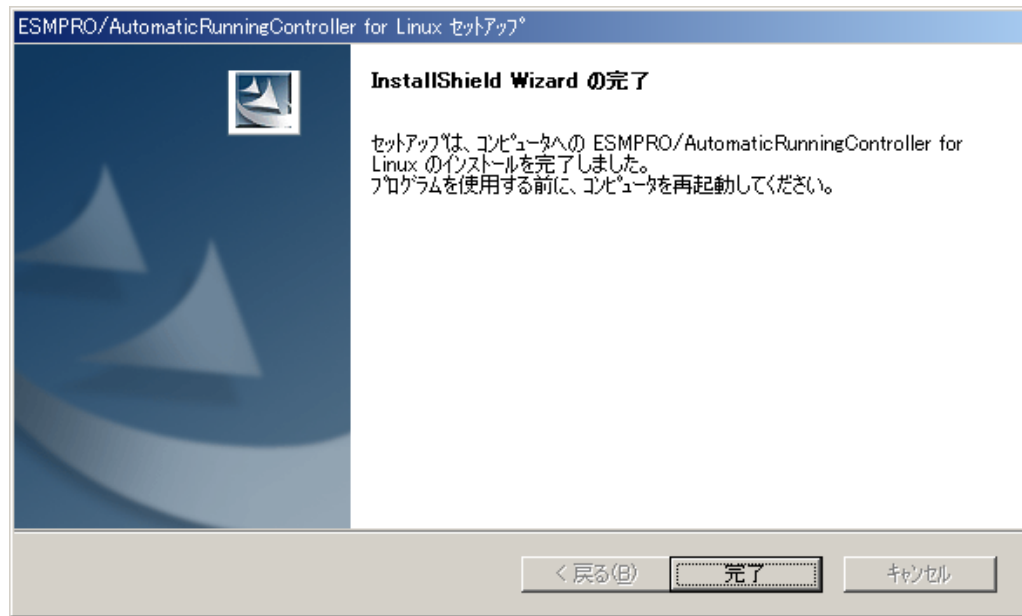 ESMPRO/AutomaticRunningController for Linux セットアップ
InstallShield Wizard の完了
セットアップは、コンピュータへの ESMPRO/AutomaticRunningController for
Linux のインストールを完了しました。
プログラムを使用する前に、コンピュータを再起動してください。
< 戻る(B)
完了
キャンセル